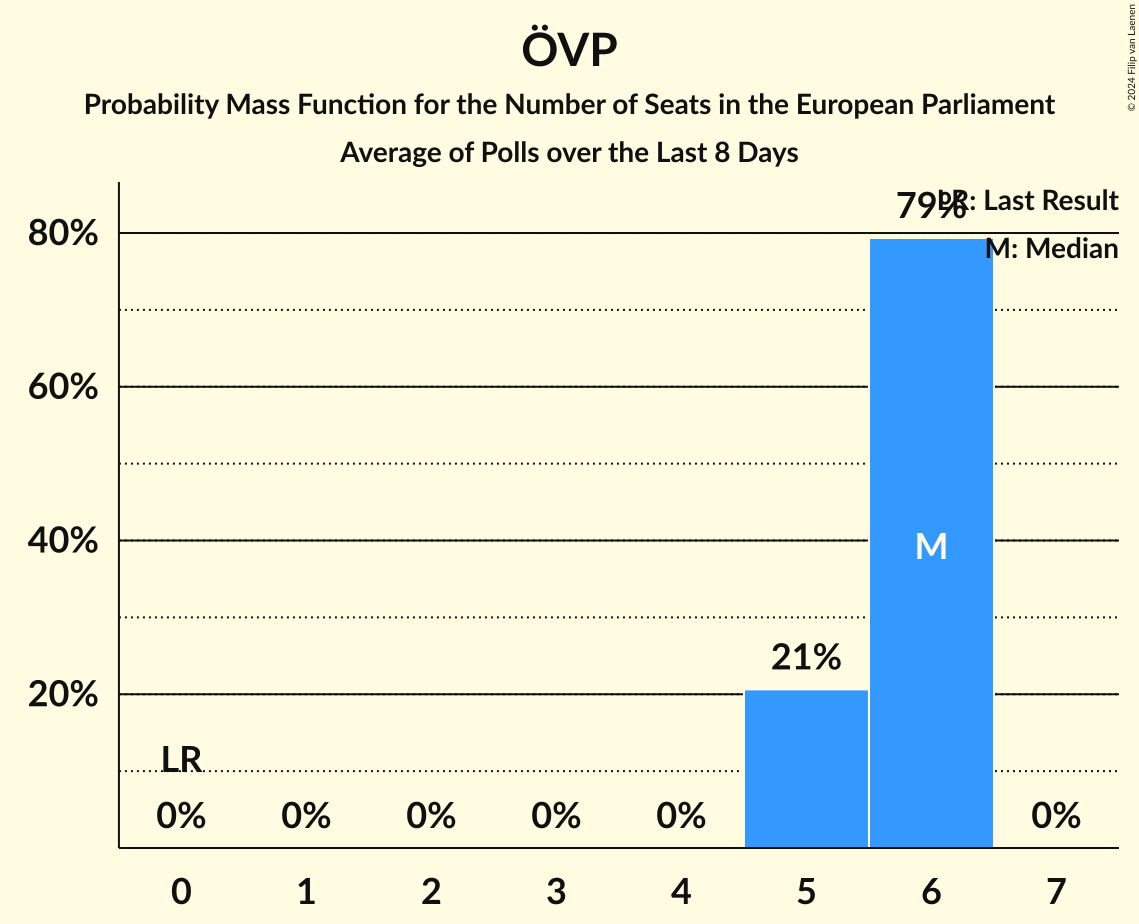 ÖVP
Probability Mass Function for the Number of Seats in the European Parliament
Average of Polls over the Last 8 Days
© 2024 Filip van Laenen
LR: Last Result
M: Median
79%
80%
60%
40%
M
21%
20%
LR
0% 0% 0% 0% 0% 0%
0 1 2 3 4 5 6 7